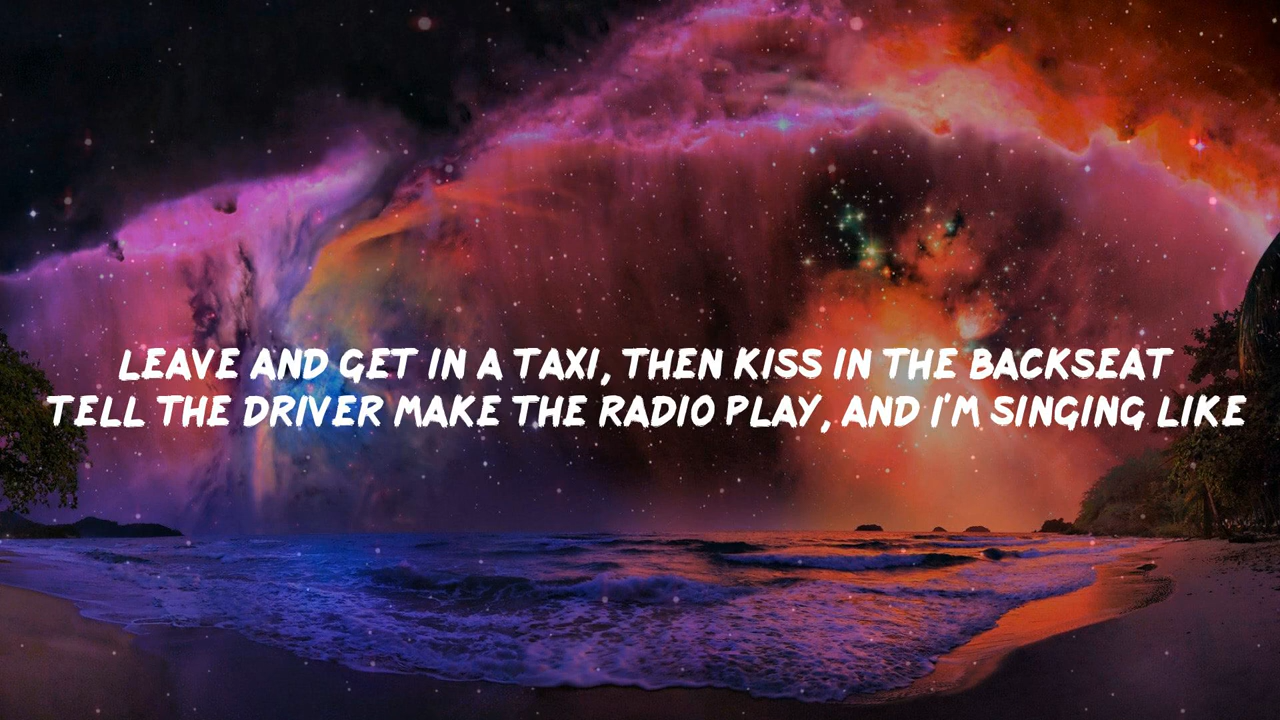 LEAVE AND GET IN A TAXI, THEN KISS IN THE BACKSEAT
TELL THE DRIVER MAKE THE RADIO PLAY, AND I'M SINGING LIKE